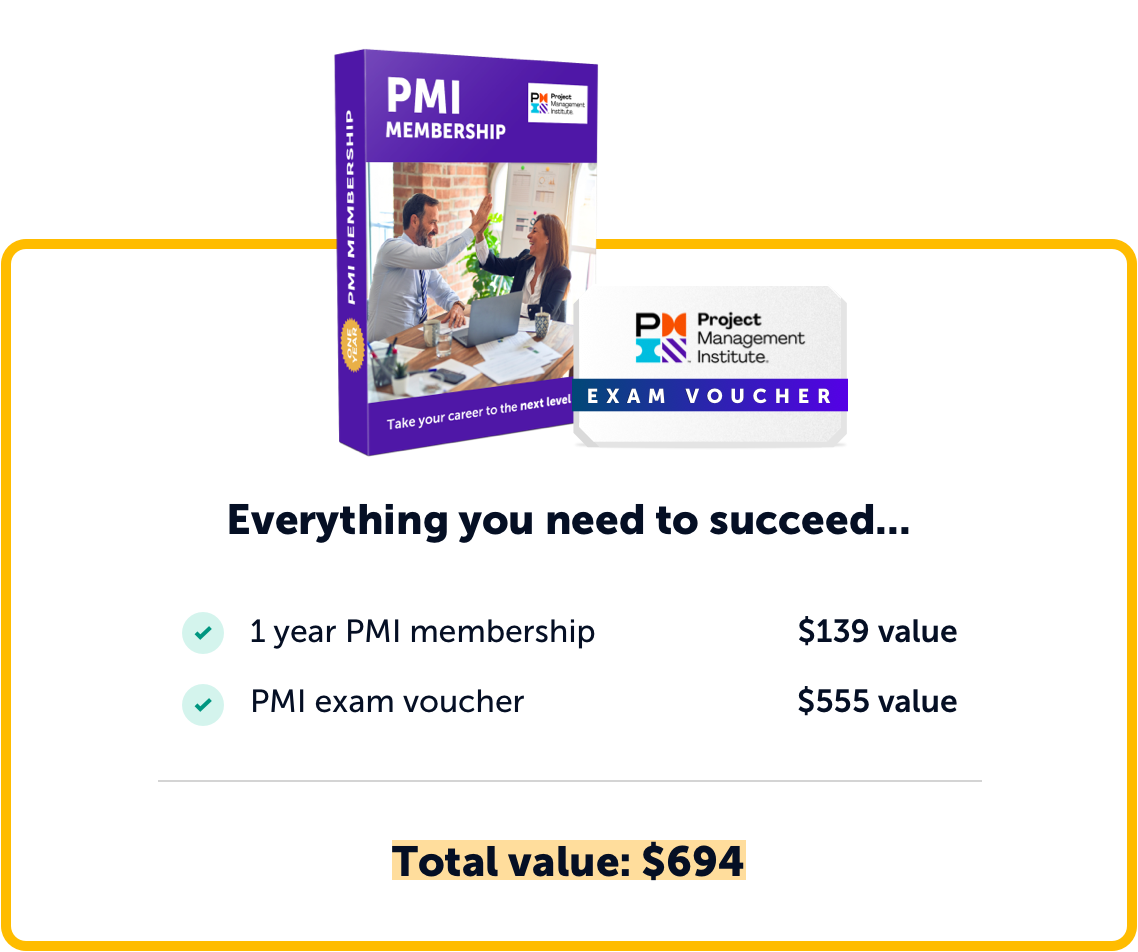 PMI
MEMBERSHIP
Project
Management
Institute.
PMI MEMBERSHIP
ONE
YEAR
Take your career to the next level
PM
I
Project
Management
Institute.
EXAM VOUCHER
Everything you need to succeed...
1 year PMI membership $139 value
PMI exam voucher $555 value
Total value: $694